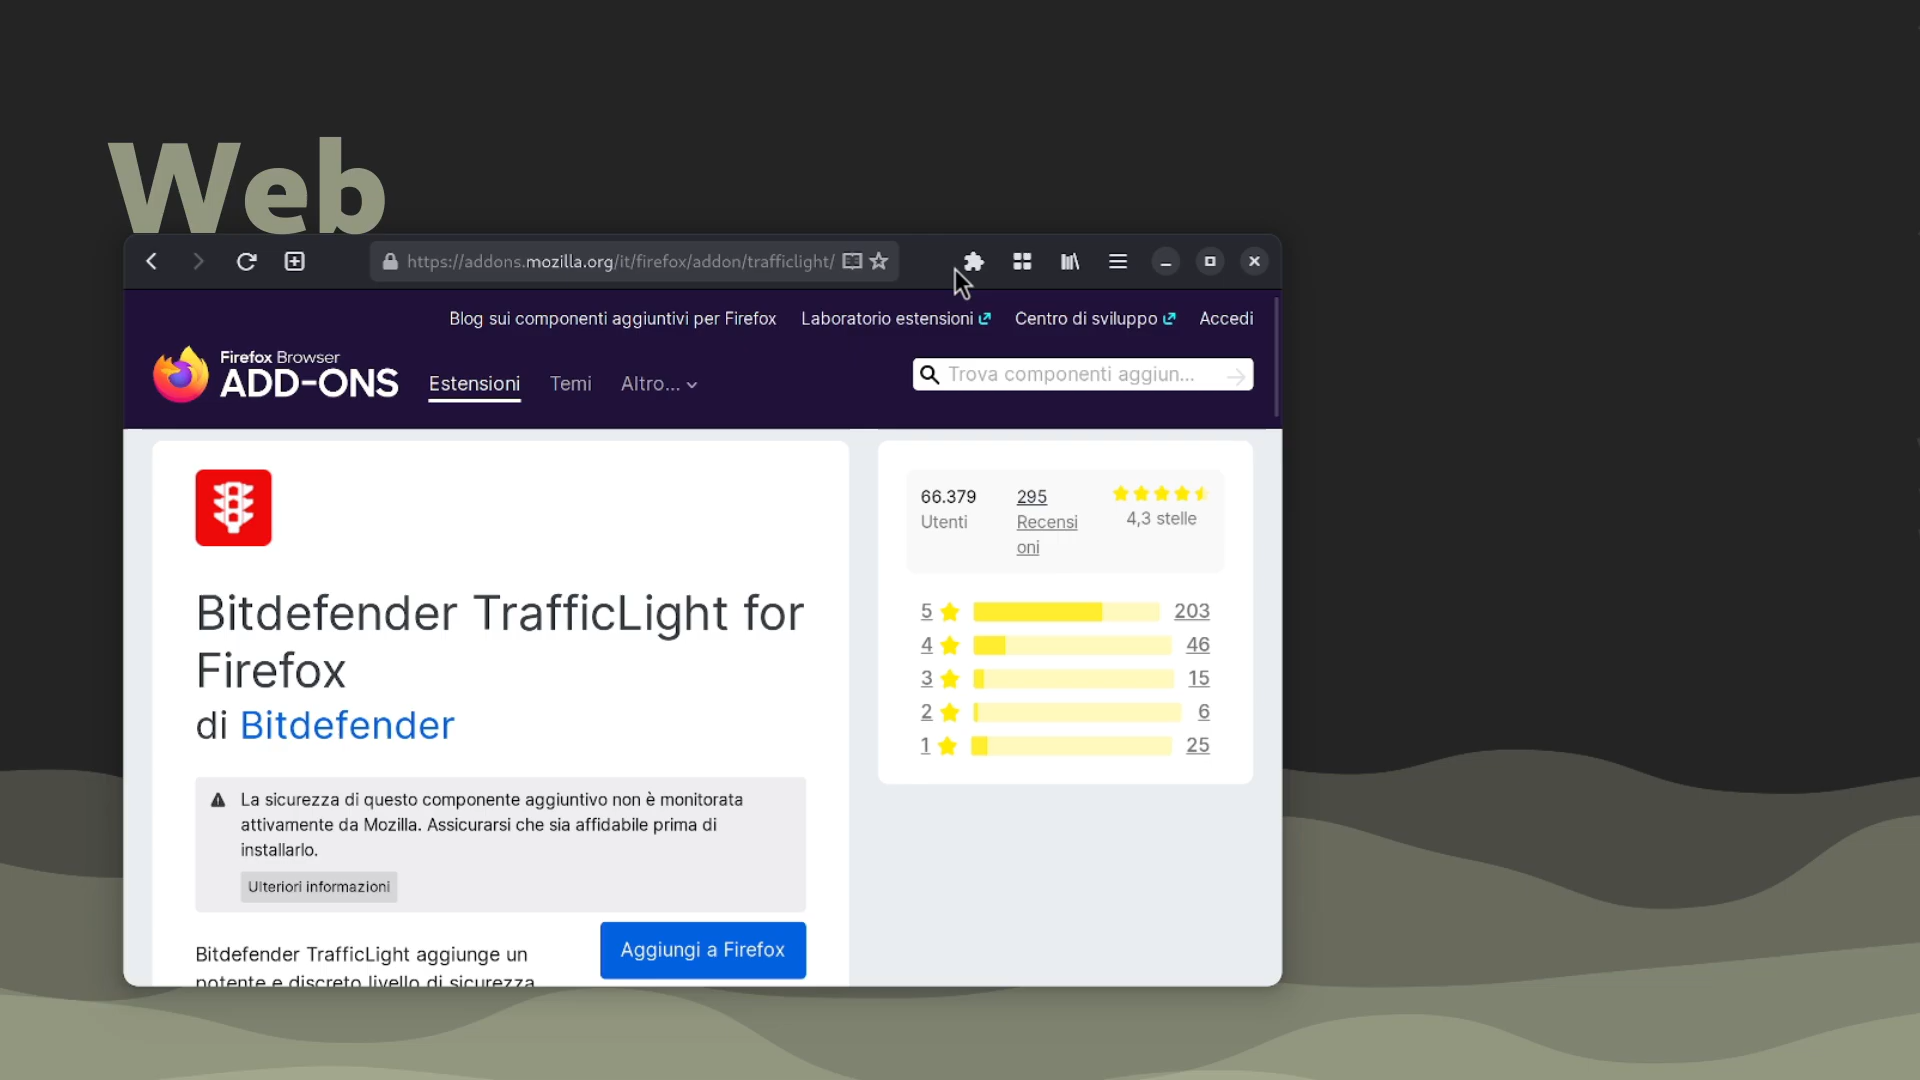 Web
https://addons.mozilla.org/it/firefox/addon/trafficlight/
Blog sui componenti aggiuntivi per Firefox
Laboratorio estensioni
Centro di sviluppo
Accedi
Firefox Browser
ADD-ONS
Estensioni
Temi
Altro...
Trova componenti aggiun...
Bitdefender TrafficLight for
Firefox
di Bitdefender
La sicurezza di questo componente aggiuntivo non è monitorata
attivamente da Mozilla. Assicurarsi che sia affidabile prima di
installarlo.
Ulteriori informazioni
Bitdefender TrafficLight aggiunge un
potente e discreto livello di sicurezza
Aggiungi a Firefox
66.379
Utenti
295
Recensi
oni
4,3 stelle
5 203
4 46
3 15
2 6
1 25